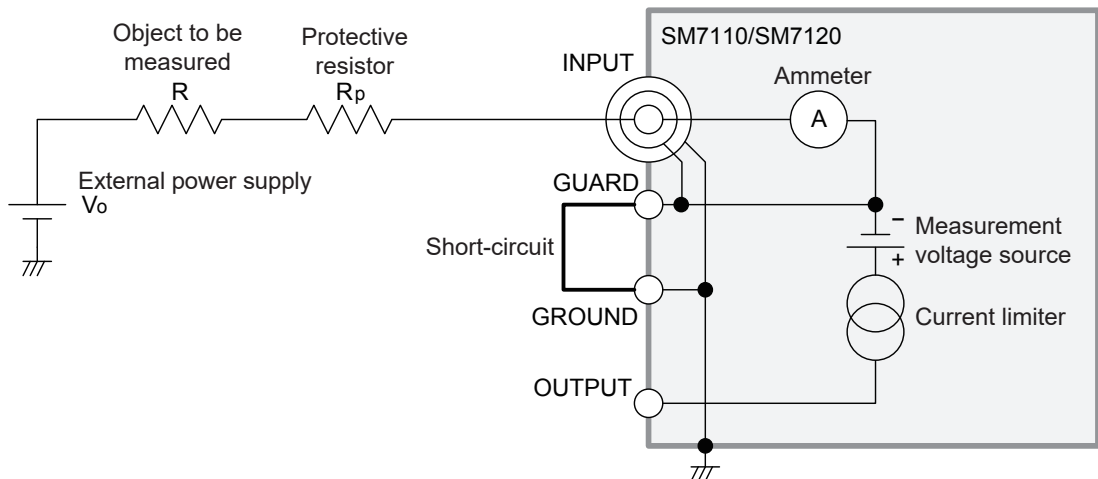 SM7110/SM7120
Object to be
measured
R
Protective
resistor
Rp
INPUT
Ammeter
A
External power supply
Vo
GUARD
Short-circuit
GROUND
OUTPUT
−
+
Measurement
voltage source
Current limiter